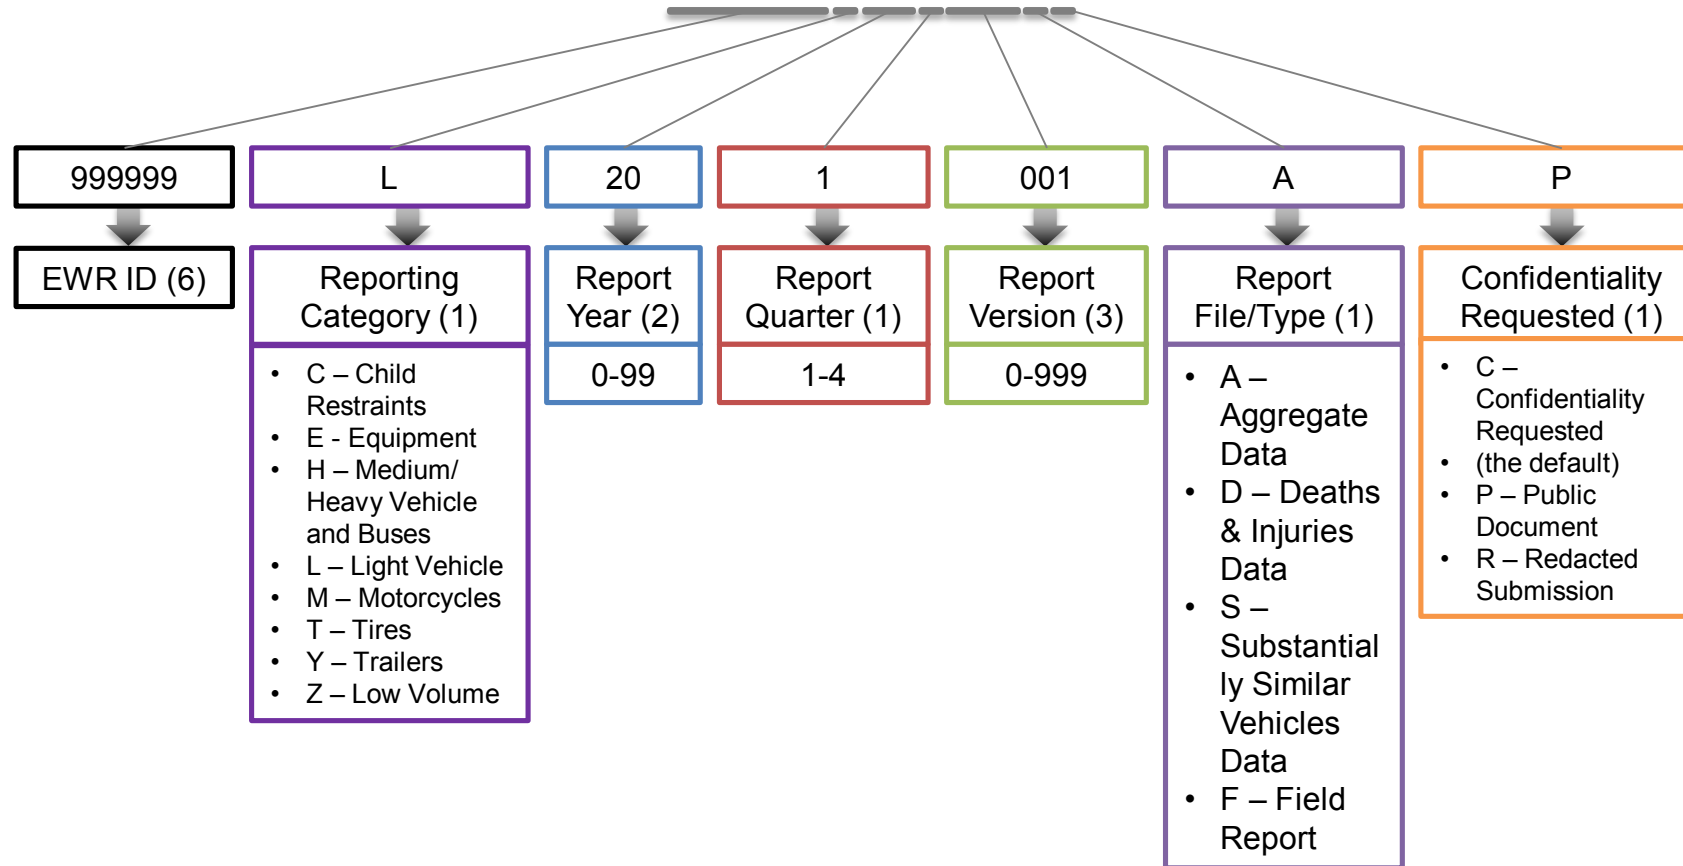 999999
L
20
1
001
A
P
EWR ID (6)
Reporting
Category (1)
Report
Year (2)
Report
Quarter (1)
Report
Version (3)
Report
File/Type (1)
Confidentiality
Requested (1)
• C – Child
Restraints
• E - Equipment
• H – Medium/
Heavy Vehicle
and Buses
• L – Light Vehicle
• M – Motorcycles
• T – Tires
• Y – Trailers
• Z – Low Volume
0-99
1-4
0-999
• A –
Aggregate
Data
• D – Deaths
& Injuries
Data
• S –
Substantial
ly Similar
Vehicles
Data
• F – Field
Report
• C –
Confidentiality
Requested
• (the default)
• P – Public
Document
• R – Redacted
Submission